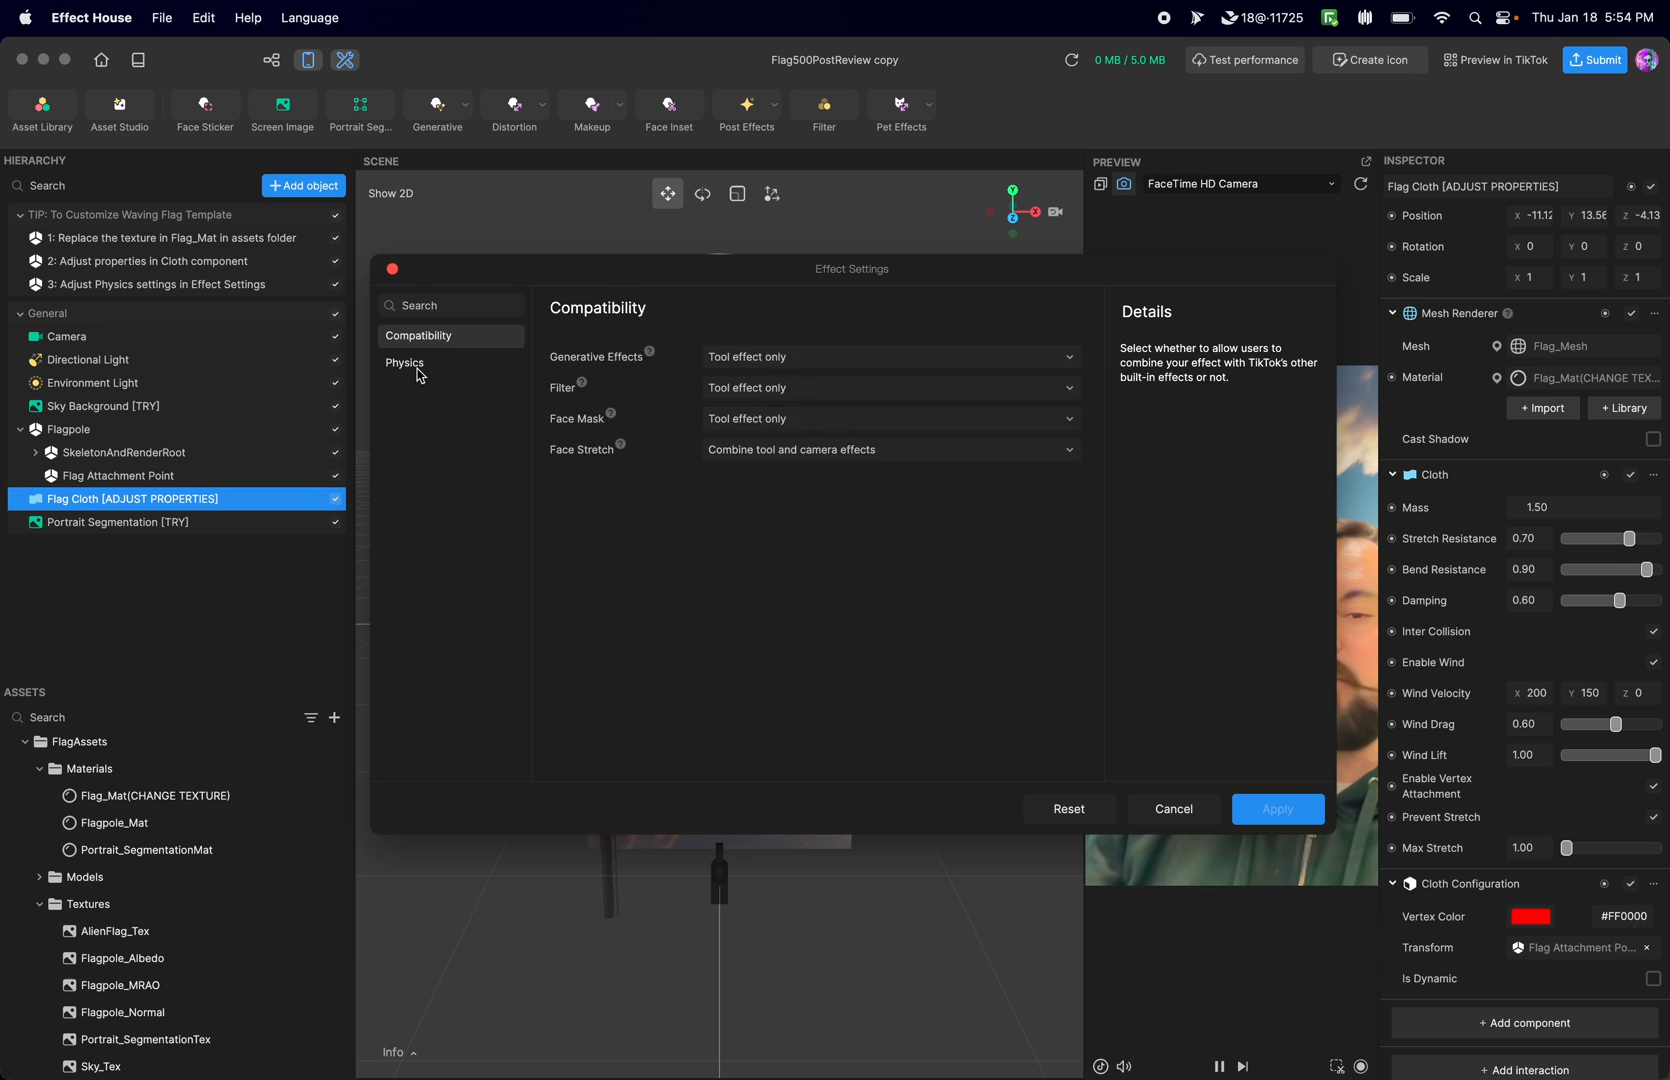 Effect House File Edit Help Language 18@·11725 Thu Jan 18 5:54 PM
Flag500PostReview copy 0 MB / 5.0 MB Test performance Create icon Preview in TikTok Submit
Asset Library Asset Studio Face Sticker Screen Image Portrait Seg... Generative Distortion Makeup Face Inset Post Effects Filter Pet Effects
HIERARCHY
Search + Add object
TIP: To Customize Waving Flag Template
1: Replace the texture in Flag_Mat in assets folder
2: Adjust properties in Cloth component
3: Adjust Physics settings in Effect Settings
General
Camera
Directional Light
Environment Light
Sky Background [TRY]
Flagpole
SkeletonAndRenderRoot
Flag Attachment Point
Flag Cloth [ADJUST PROPERTIES]
Portrait Segmentation [TRY]
ASSETS
Search
FlagAssets
Materials
Flag_Mat(CHANGE TEXTURE)
Flagpole_Mat
Portrait_SegmentationMat
Models
Textures
AlienFlag_Tex
Flagpole_Albedo
Flagpole_MRAO
Flagpole_Normal
Portrait_SegmentationTex
Sky_Tex
SCENE
Show 2D
Y
X
Z
Info
Effect Settings
Search
Compatibility
Physics
Compatibility
Generative Effects ? Tool effect only
Filter ? Tool effect only
Face Mask ? Tool effect only
Face Stretch ? Combine tool and camera effects
Details
Select whether to allow users to
combine your effect with TikTok's other
built-in effects or not.
Reset Cancel Apply
PREVIEW
FaceTime HD Camera
INSPECTOR
Flag Cloth [ADJUST PROPERTIES]
Position X -11.12 Y 13.56 Z -4.13
Rotation X 0 Y 0 Z 0
Scale X 1 Y 1 Z 1
Mesh Renderer ?
Mesh Flag_Mesh
Material Flag_Mat(CHANGE TEX...
+ Import + Library
Cast Shadow
Cloth
Mass 1.50
Stretch Resistance 0.70
Bend Resistance 0.90
Damping 0.60
Inter Collision
Enable Wind
Wind Velocity X 200 Y 150 Z 0
Wind Drag 0.60
Wind Lift 1.00
Enable Vertex
Attachment
Prevent Stretch
Max Stretch 1.00
Cloth Configuration
Vertex Color #FF0000
Transform Flag Attachment Po... ×
Is Dynamic
+ Add component
+ Add interaction